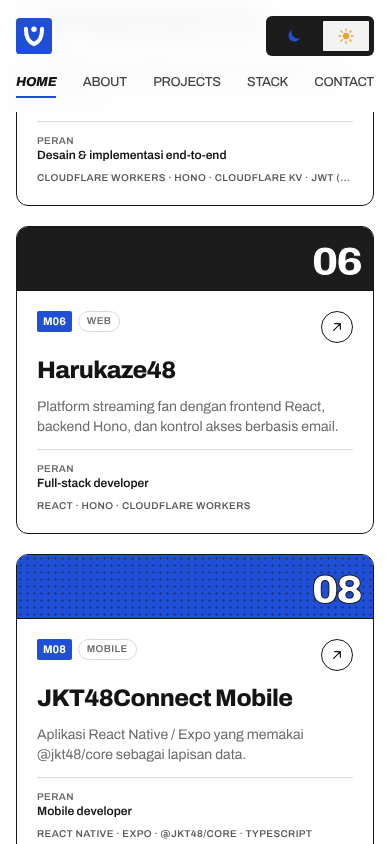 HOME ABOUT PROJECTS STACK CONTACT
PERAN
Desain & implementasi end-to-end
CLOUDFLARE WORKERS · HONO · CLOUDFLARE KV · JWT (...
06
M06 WEB
Harukaze48
Platform streaming fan dengan frontend React,
backend Hono, dan kontrol akses berbasis email.
PERAN
Full-stack developer
REACT · HONO · CLOUDFLARE WORKERS
08
M08 MOBILE
JKT48Connect Mobile
Aplikasi React Native / Expo yang memakai
@jkt48/core sebagai lapisan data.
PERAN
Mobile developer
REACT NATIVE · EXPO · @JKT48/CORE · TYPESCRIPT